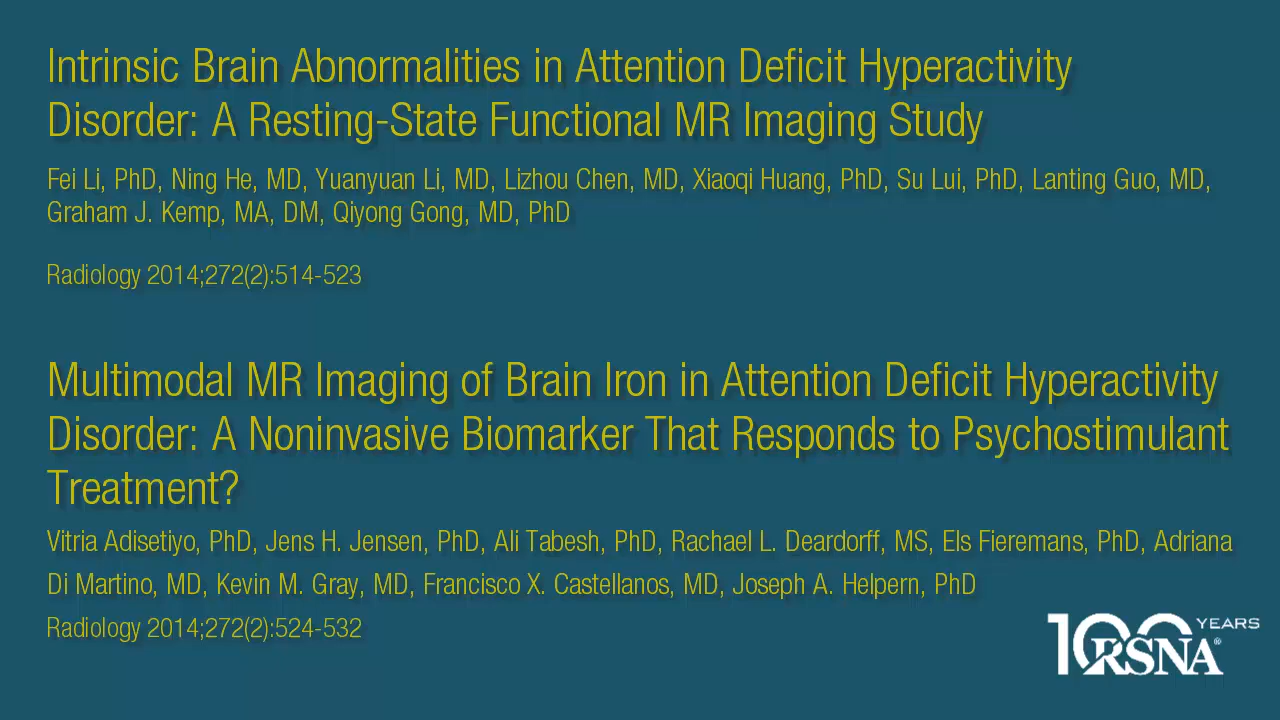 Intrinsic Brain Abnormalities in Attention Deficit Hyperactivity
Disorder: A Resting-State Functional MR Imaging Study
Fei Li, PhD, Ning He, MD, Yuanyuan Li, MD, Lizhou Chen, MD, Xiaoqi Huang, PhD, Su Lui, PhD, Lanting Guo, MD,
Graham J. Kemp, MA, DM, Qiyong Gong, MD, PhD
Radiology 2014;272(2):514-523
Multimodal MR Imaging of Brain Iron in Attention Deficit Hyperactivity
Disorder: A Noninvasive Biomarker That Responds to Psychostimulant
Treatment?
Vitria Adisetiyo, PhD, Jens H. Jensen, PhD, Ali Tabesh, PhD, Rachael L. Deardorff, MS, Els Fieremans, PhD, Adriana
Di Martino, MD, Kevin M. Gray, MD, Francisco X. Castellanos, MD, Joseph A. Helpern, PhD
Radiology 2014;272(2):524-532
100 YEARS
RSNA®